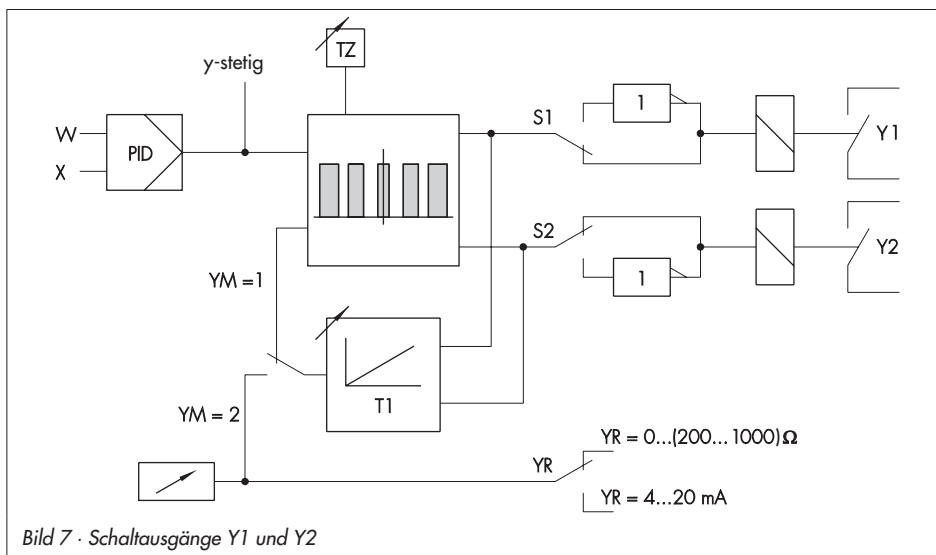 TZ
y-stetig
1
S1
W
PID
Y1
X
S2
Y2
YM =1
1
T1
YM = 2
YR = 0...(200...1000)Ω
YR
YR = 4...20 mA
Bild 7 · Schaltausgänge Y1 und Y2